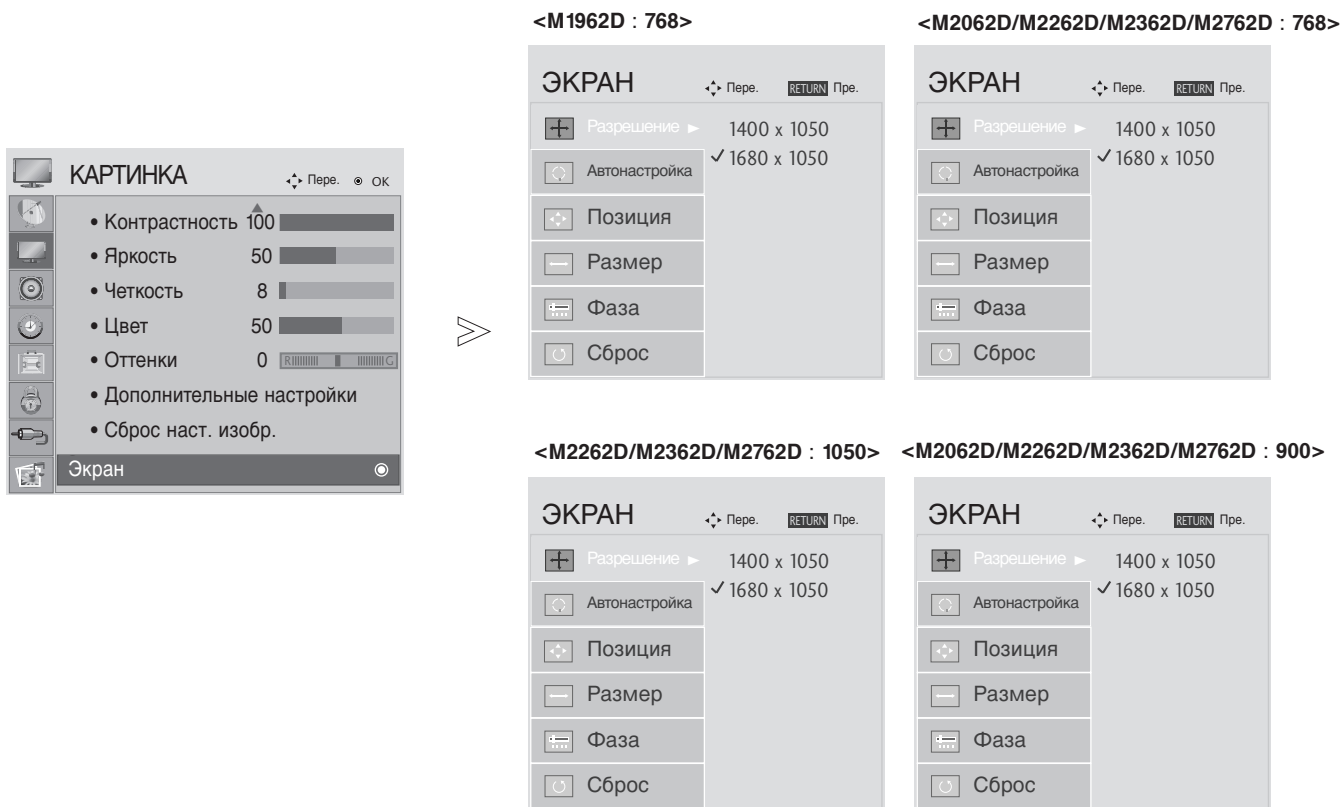 <M1962D : 768>
<M2062D/M2262D/M2362D/M2762D : 768>
КАРТИНКА
Пере. OK
• Контрастность 100
• Яркость 50
• Четкость 8
• Цвет 50
• Оттенки 0 R G
• Дополнительные настройки
• Сброс наст. изобр.
Экран
ЭКРАН
Пере. RETURN Пре.
Разрешение ► 1400 x 1050
✓ 1680 x 1050
Автонастройка
Позиция
Размер
Фаза
Сброс
ЭКРАН
Пере. RETURN Пре.
Разрешение ► 1400 x 1050
✓ 1680 x 1050
Автонастройка
Позиция
Размер
Фаза
Сброс
<M2262D/M2362D/M2762D : 1050>
<M2062D/M2262D/M2362D/M2762D : 900>
ЭКРАН
Пере. RETURN Пре.
Разрешение ► 1400 x 1050
✓ 1680 x 1050
Автонастройка
Позиция
Размер
Фаза
Сброс
ЭКРАН
Пере. RETURN Пре.
Разрешение ► 1400 x 1050
✓ 1680 x 1050
Автонастройка
Позиция
Размер
Фаза
Сброс